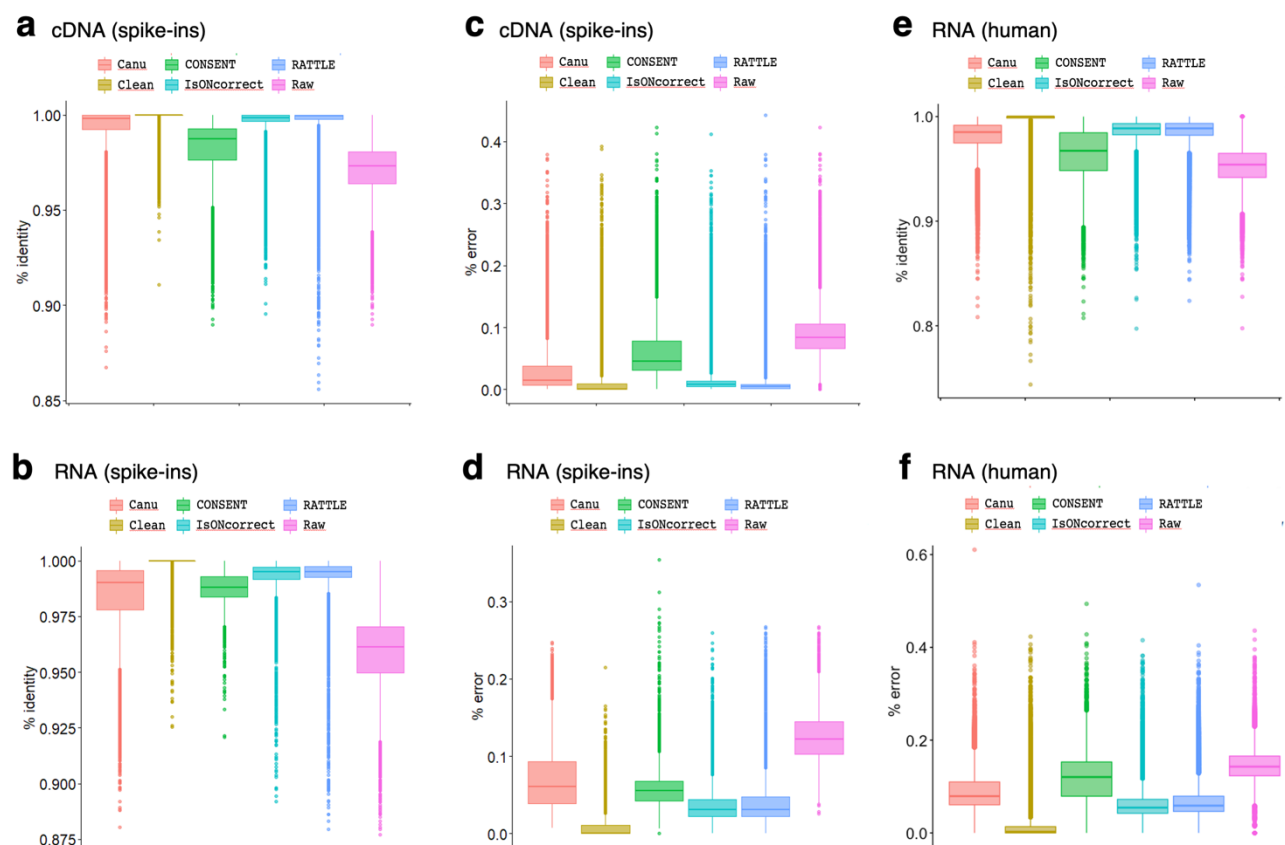 a cDNA (spike-ins)
Canu CONSENT RATTLE
Clean IsONcorrect Raw
1.00
0.95
0.90
0.85
% identity
c cDNA (spike-ins)
Canu CONSENT RATTLE
Clean IsONcorrect Raw
0.4
0.3
0.2
0.1
0.0
% error
e RNA (human)
Canu CONSENT RATTLE
Clean IsONcorrect Raw
1.0
0.9
0.8
% identity
b RNA (spike-ins)
Canu CONSENT RATTLE
Clean IsONcorrect Raw
1.000
0.975
0.950
0.925
0.900
0.875
% identity
d RNA (spike-ins)
Canu CONSENT RATTLE
Clean IsONcorrect Raw
0.3
0.2
0.1
0.0
% error
f RNA (human)
Canu CONSENT RATTLE
Clean IsONcorrect Raw
0.6
0.4
0.2
0.0
% error